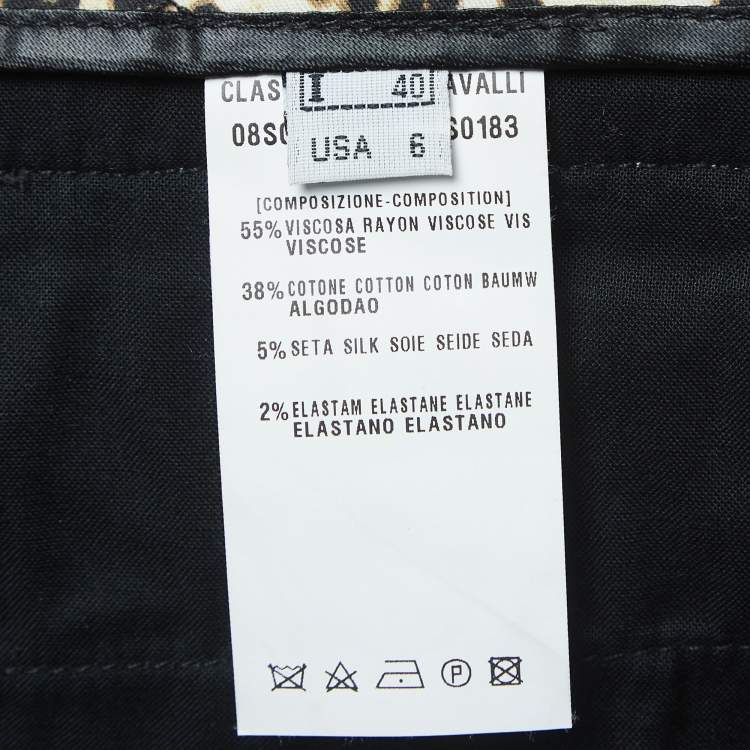 CLAS I 40 AVALLI
08S USA 6 S0183
[COMPOSIZIONE-COMPOSITION]
55% VISCOSA RAYON VISCOSE VIS
VISCOSE
38% COTONE COTTON COTON BAUMW
ALGODAO
5% SETA SILK SOIE SEIDE SEDA
2% ELASTAM ELASTANE ELASTANE
ELASTANO ELASTANO
P